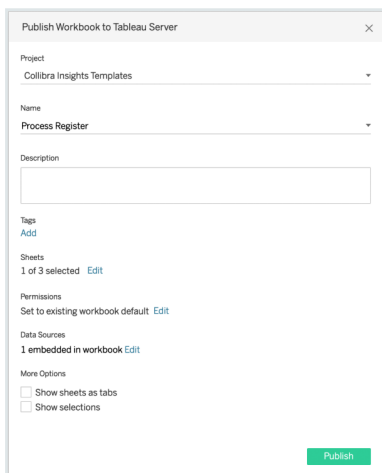 Publish Workbook to Tableau Server
Project
Collibra Insights Templates
Name
Process Register
Description
Tags
Add
Sheets
1 of 3 selected Edit
Permissions
Set to existing workbook default Edit
Data Sources
1 embedded in workbook Edit
More Options
Show sheets as tabs
Show selections
Publish